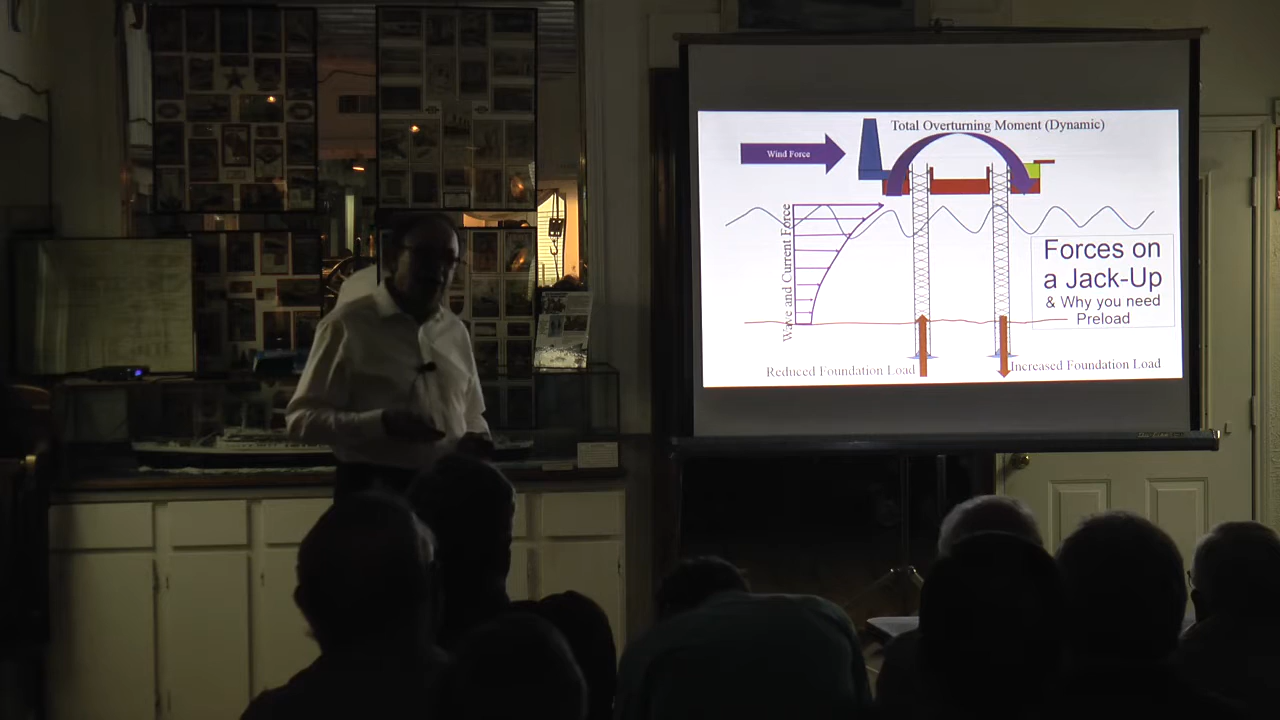 Total Overturning Moment (Dynamic)
Wind Force
Wave and Current Force
Forces on
a Jack-Up
& Why you need
Preload
Reduced Foundation Load
Increased Foundation Load